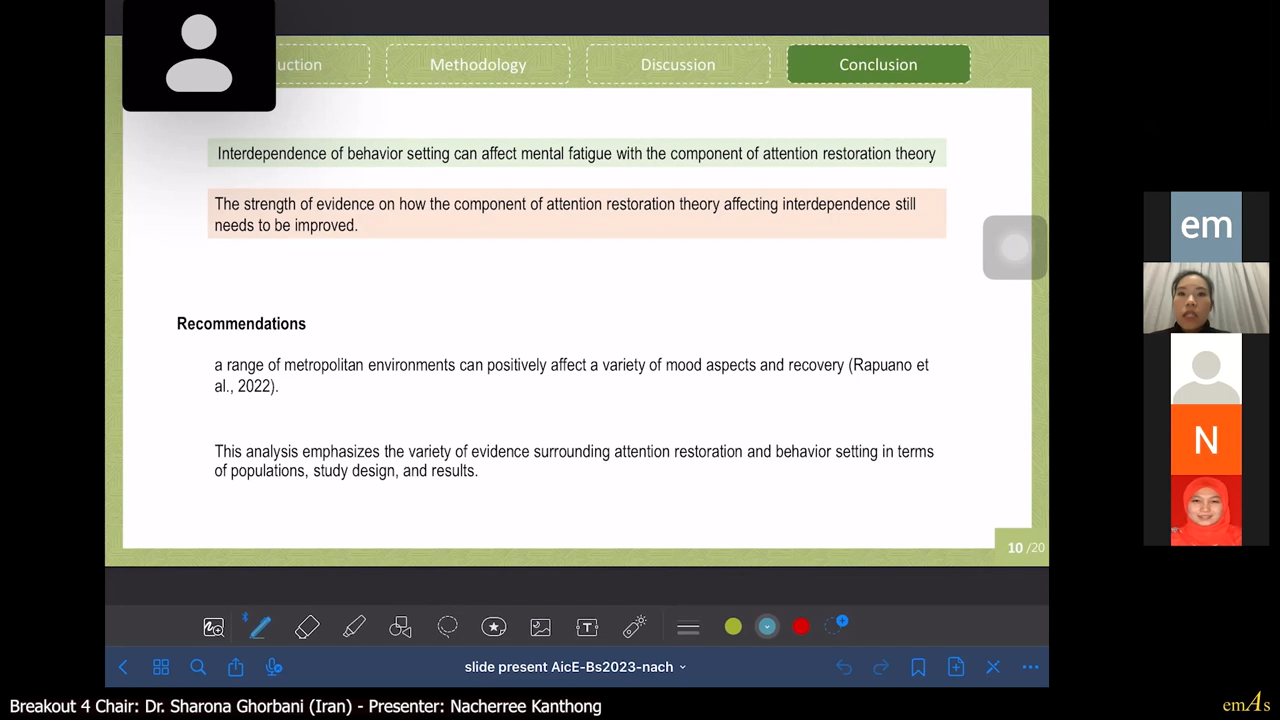 uction
Methodology
Discussion
Conclusion
Interdependence of behavior setting can affect mental fatigue with the component of attention restoration theory
The strength of evidence on how the component of attention restoration theory affecting interdependence still
needs to be improved.
Recommendations
a range of metropolitan environments can positively affect a variety of mood aspects and recovery (Rapuano et
al., 2022).
This analysis emphasizes the variety of evidence surrounding attention restoration and behavior setting in terms
of populations, study design, and results.
10 /20
em
N
T
slide present AicE-Bs2023-nach
Breakout 4 Chair: Dr. Sharona Ghorbani (Iran) - Presenter: Nacherree Kanthong
emAs